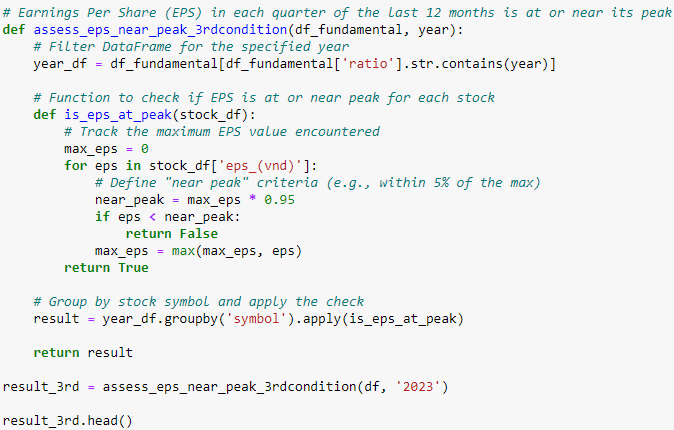 # Earnings Per Share (EPS) in each quarter of the last 12 months is at or near its peak
def assess_eps_near_peak_3rdcondition(df_fundamental, year):
    # Filter DataFrame for the specified year
    year_df = df_fundamental[df_fundamental['ratio'].str.contains(year)]

    # Function to check if EPS is at or near peak for each stock
    def is_eps_at_peak(stock_df):
        # Track the maximum EPS value encountered
        max_eps = 0
        for eps in stock_df['eps_(vnd)']:
            # Define "near peak" criteria (e.g., within 5% of the max)
            near_peak = max_eps * 0.95
            if eps < near_peak:
                return False
            max_eps = max(max_eps, eps)
        return True

    # Group by stock symbol and apply the check
    result = year_df.groupby('symbol').apply(is_eps_at_peak)

    return result

result_3rd = assess_eps_near_peak_3rdcondition(df, '2023')

result_3rd.head()